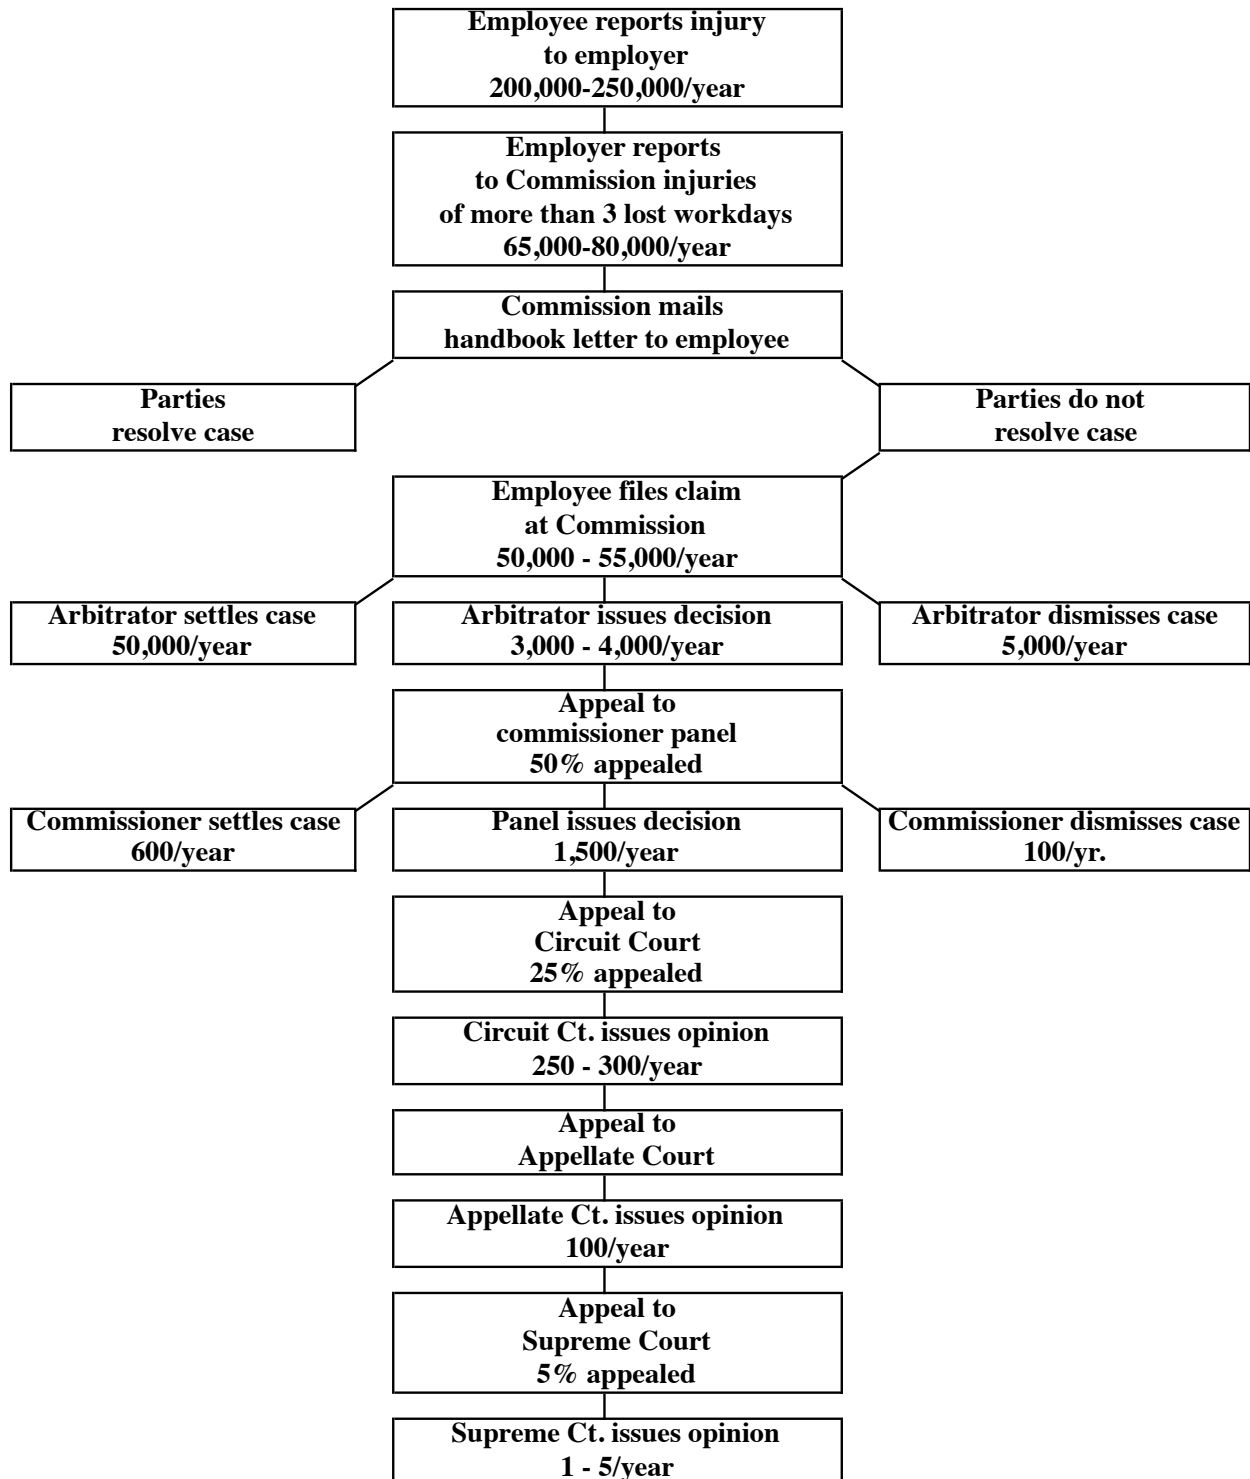 Employee reports injury
to employer
200,000-250,000/year
Employer reports
to Commission injuries
of more than 3 lost workdays
65,000-80,000/year
Commission mails
handbook letter to employee
Parties
resolve case
Parties do not
resolve case
Employee files claim
at Commission
50,000 - 55,000/year
Arbitrator settles case
50,000/year
Arbitrator issues decision
3,000 - 4,000/year
Arbitrator dismisses case
5,000/year
Appeal to
commissioner panel
50% appealed
Commissioner settles case
600/year
Panel issues decision
1,500/year
Commissioner dismisses case
100/yr.
Appeal to
Circuit Court
25% appealed
Circuit Ct. issues opinion
250 - 300/year
Appeal to
Appellate Court
Appellate Ct. issues opinion
100/year
Appeal to
Supreme Court
5% appealed
Supreme Ct. issues opinion
1 - 5/year